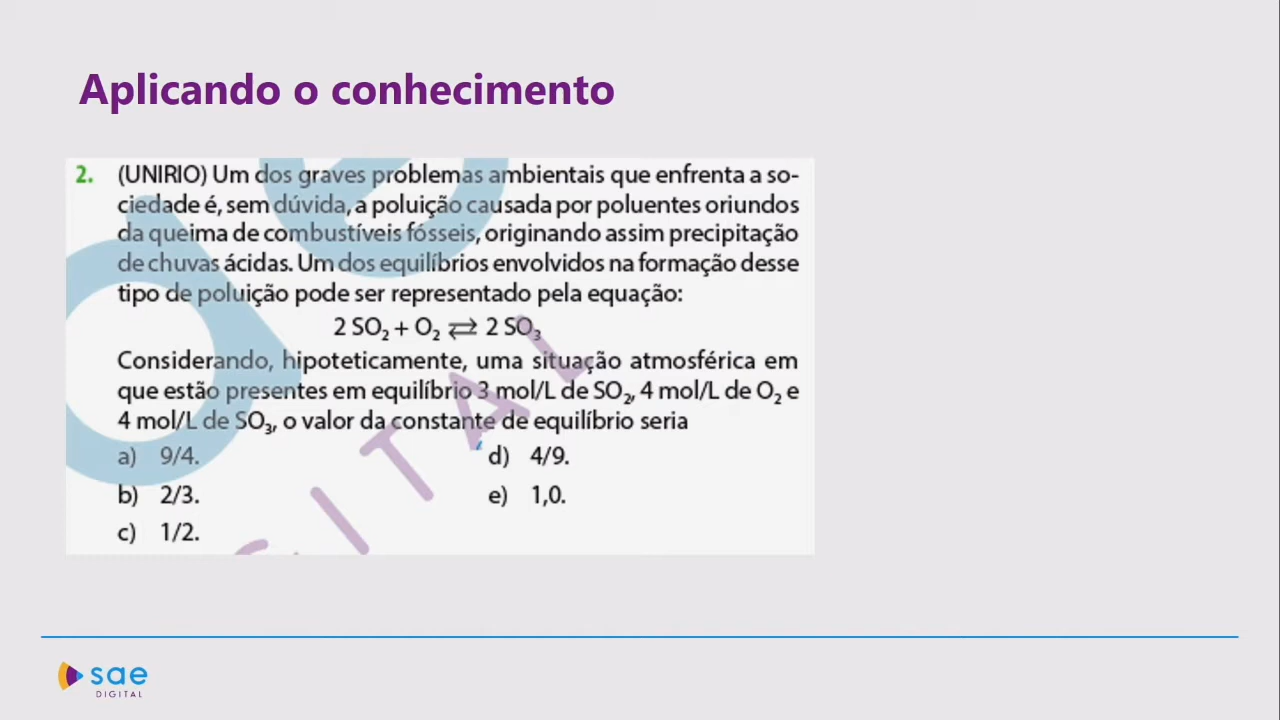 Aplicando o conhecimento
2. (UNIRIO) Um dos graves problemas ambientais que enfrenta a so-
ciedade é, sem dúvida, a poluição causada por poluentes oriundos
da queima de combustíveis fósseis, originando assim precipitação
de chuvas ácidas. Um dos equilíbrios envolvidos na formação desse
tipo de poluição pode ser representado pela equação:
2 SO₂ + O₂ ⇄ 2 SO₃
Considerando, hipoteticamente, uma situação atmosférica em
que estão presentes em equilíbrio 3 mol/L de SO₂, 4 mol/L de O₂ e
4 mol/L de SO₃, o valor da constante de equilíbrio seria
a) 9/4.
b) 2/3.
c) 1/2.
d) 4/9.
e) 1,0.
sae
DIGITAL